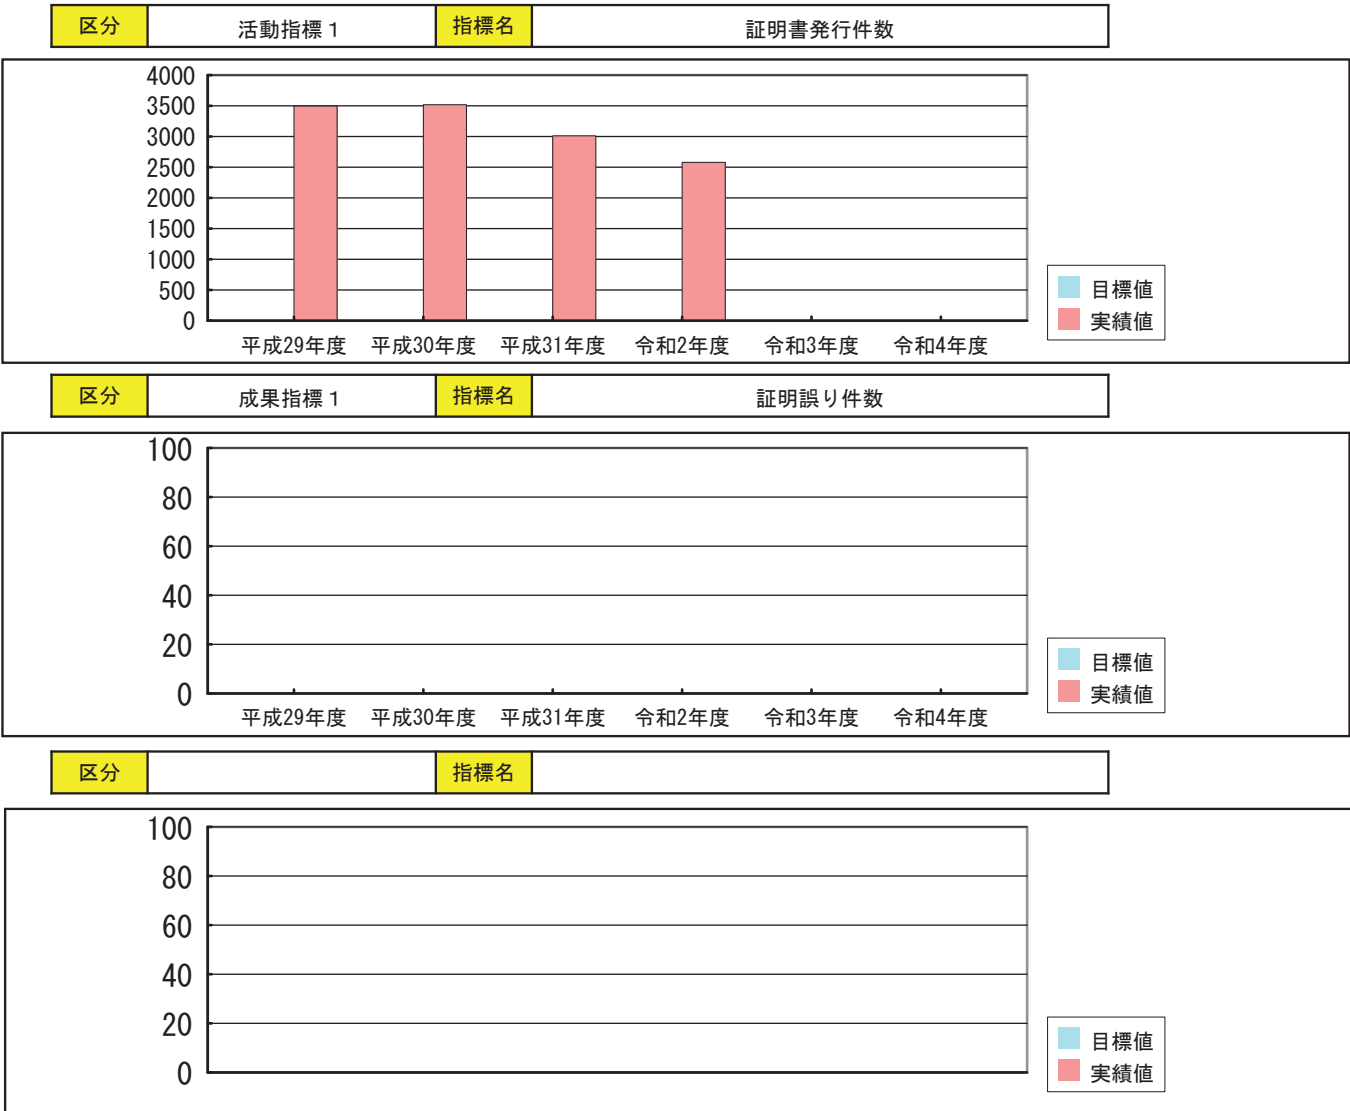 区分 活動指標１ 指標名 証明書発行件数
4000
3500
3000
2500
2000
1500
1000
500
0
平成29年度 平成30年度 平成31年度 令和2年度 令和3年度 令和4年度
目標値
実績値
区分 成果指標１ 指標名 証明誤り件数
100
80
60
40
20
0
平成29年度 平成30年度 平成31年度 令和2年度 令和3年度 令和4年度
目標値
実績値
区分 指標名
100
80
60
40
20
0
目標値
実績値